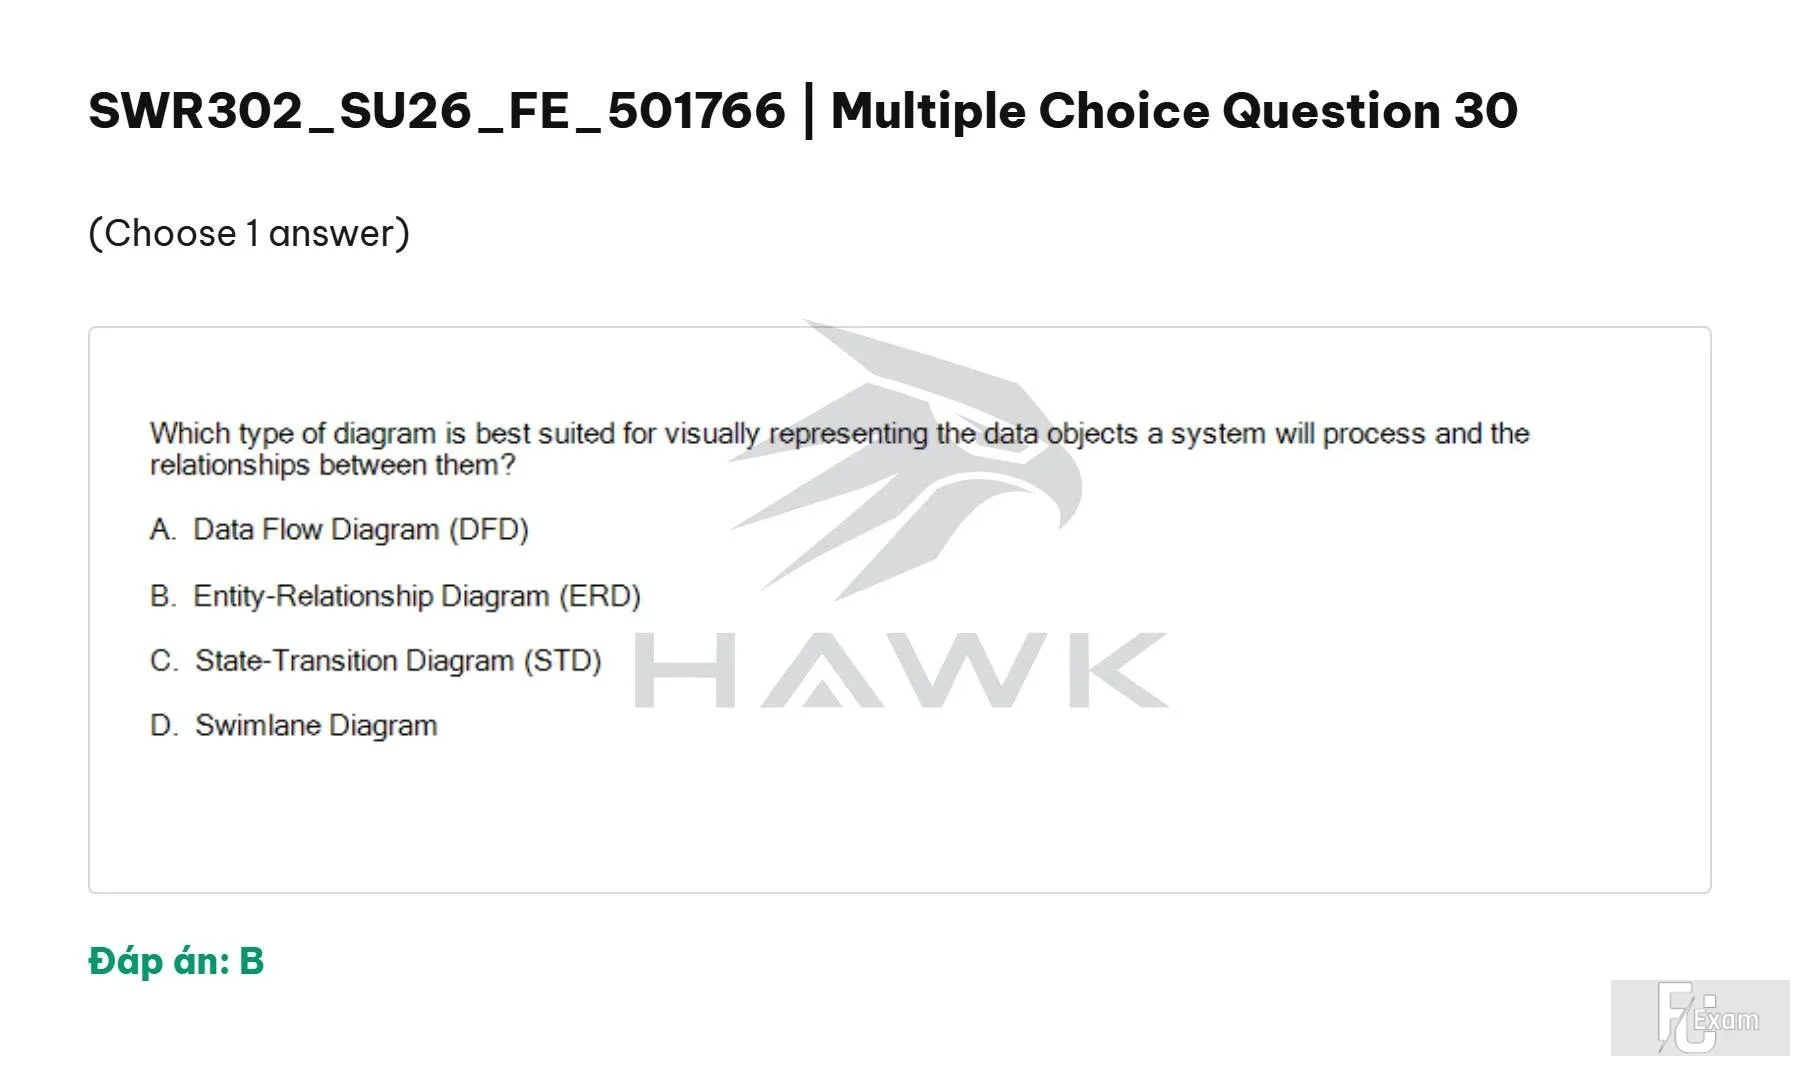 SWR302_SU26_FE_501766 | Multiple Choice Question 30
(Choose 1 answer)
Which type of diagram is best suited for visually representing the data objects a system will process and the
relationships between them?
A. Data Flow Diagram (DFD)
B. Entity-Relationship Diagram (ERD)
C. State-Transition Diagram (STD)
HAWK
D. Swimlane Diagram
Đáp án: B
FU Exam